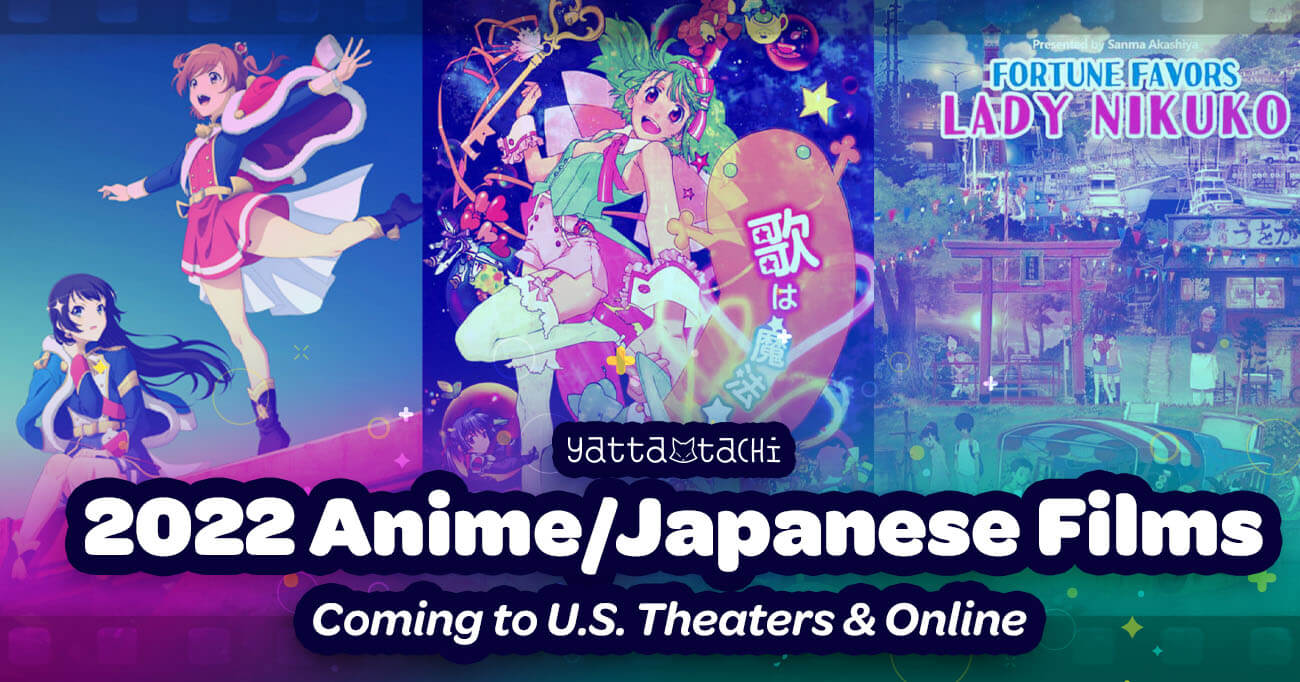 Presented by Sanma Akashiya
FORTUNE FAVORS
LADY NIKUKO
うをが
歌は魔法
yattatachi
2022 Anime/Japanese Films
Coming to U.S. Theaters & Online